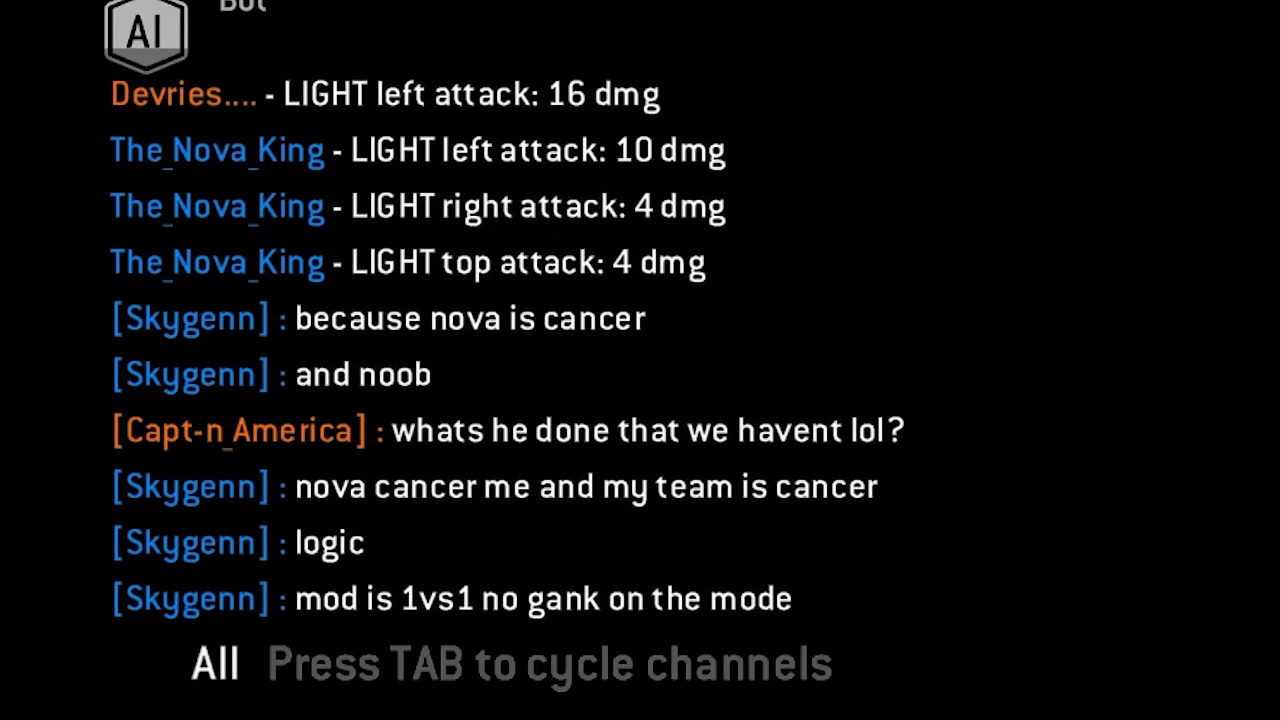 Bot
AI
Devries.... - LIGHT left attack: 16 dmg
The_Nova_King - LIGHT left attack: 10 dmg
The_Nova_King - LIGHT right attack: 4 dmg
The_Nova_King - LIGHT top attack: 4 dmg
[Skygenn] : because nova is cancer
[Skygenn] : and noob
[Capt-n_America] : whats he done that we havent lol?
[Skygenn] : nova cancer me and my team is cancer
[Skygenn] : logic
[Skygenn] : mod is 1vs1 no gank on the mode
All Press TAB to cycle channels